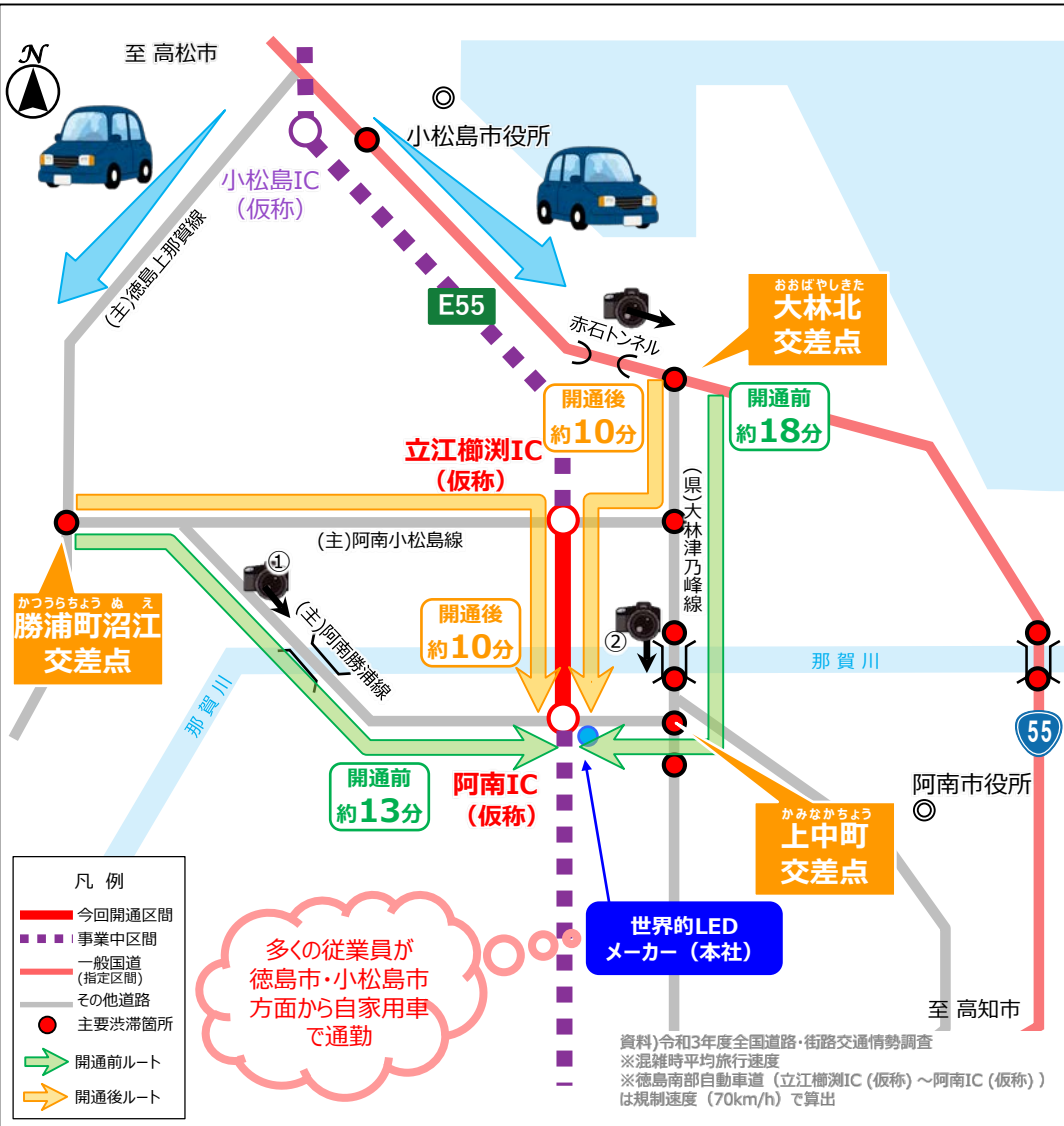 N
至 高松市
小松島市役所
小松島IC
（仮称）
(主)徳島上那賀線
E55
赤石トンネル
おおばやしきた
大林北
交差点
開通後
約10分
開通前
約18分
立江櫛渕IC
（仮称）
(県)大林津乃峰線
(主)阿南小松島線
①
かつうらちょう ぬ え
勝浦町沼江
交差点
(主)阿南勝浦線
開通後
約10分
②
那賀川
那賀川
55
開通前
約13分
阿南IC
（仮称）
阿南市役所
かみなかちょう
上中町
交差点
凡 例
今回開通区間
事業中区間
一般国道
(指定区間)
その他道路
主要渋滞箇所
開通前ルート
開通後ルート
多くの従業員が
徳島市・小松島市
方面から自家用車
で通勤
世界的LED
メーカー（本社）
至 高知市
資料)令和3年度全国道路・街路交通情勢調査
※混雑時平均旅行速度
※徳島南部自動車道（立江櫛渕IC (仮称) ～阿南IC (仮称) ）
は規制速度（70km/h）で算出